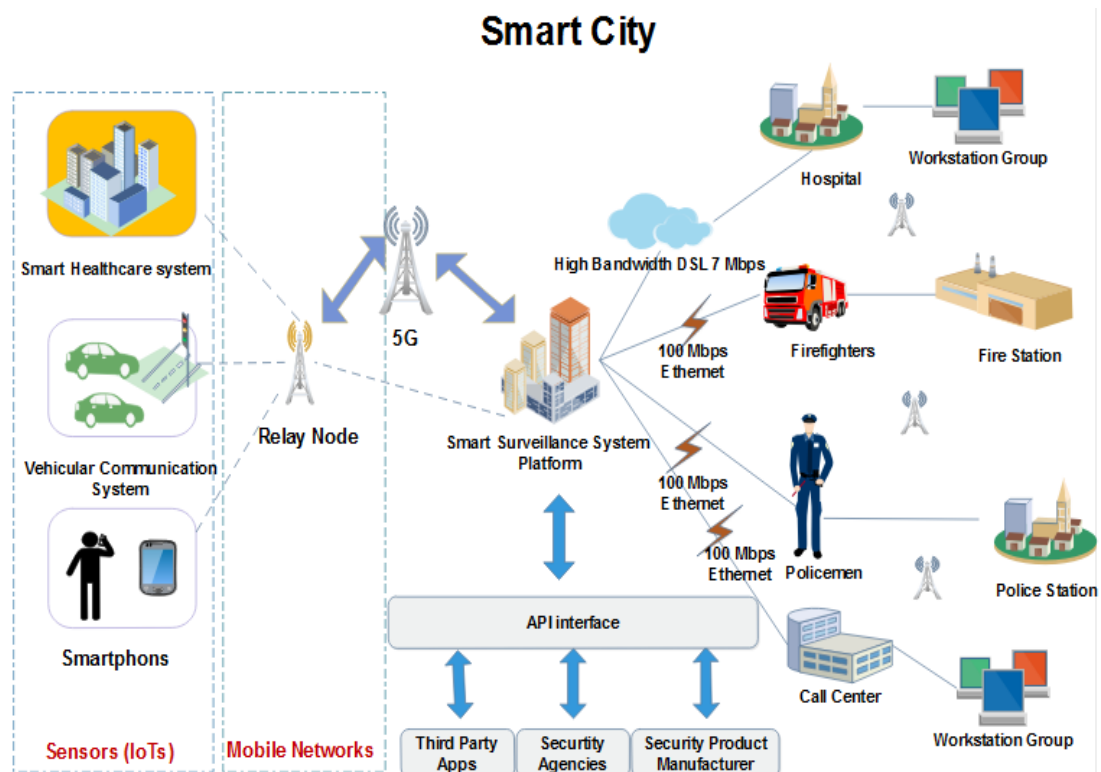 Smart City
Smart Healthcare system
Vehicular Communication
System
Smartphons
Sensors (IoTs)
Relay Node
Mobile Networks
5G
Smart Surveillance System
Platform
High Bandwidth DSL 7 Mbps
100 Mbps
Ethernet
100 Mbps
Ethernet
100 Mbps
Ethernet
API interface
Third Party
Apps
Securtity
Agencies
Security Product
Manufacturer
Hospital
Workstation Group
Firefighters
Fire Station
Policemen
Police Station
Call Center
Workstation Group